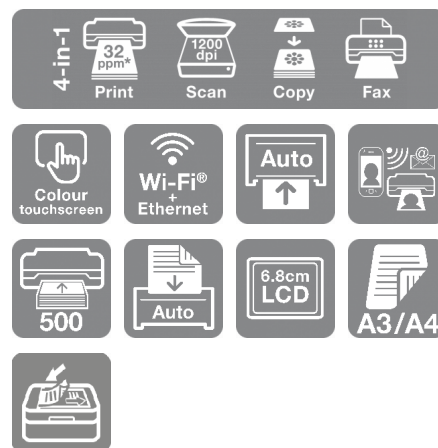 4-in-1
32
ppm*
Print
1200
dpi
Scan
Copy
Fax
Colour
touchscreen
Wi-Fi®
+
Ethernet
Auto
@
500
Auto
6.8cm
LCD
A3/A4